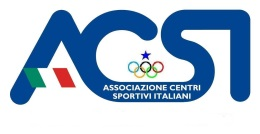 ACSI
ASSOCIAZIONE CENTRI
SPORTIVI ITALIANI